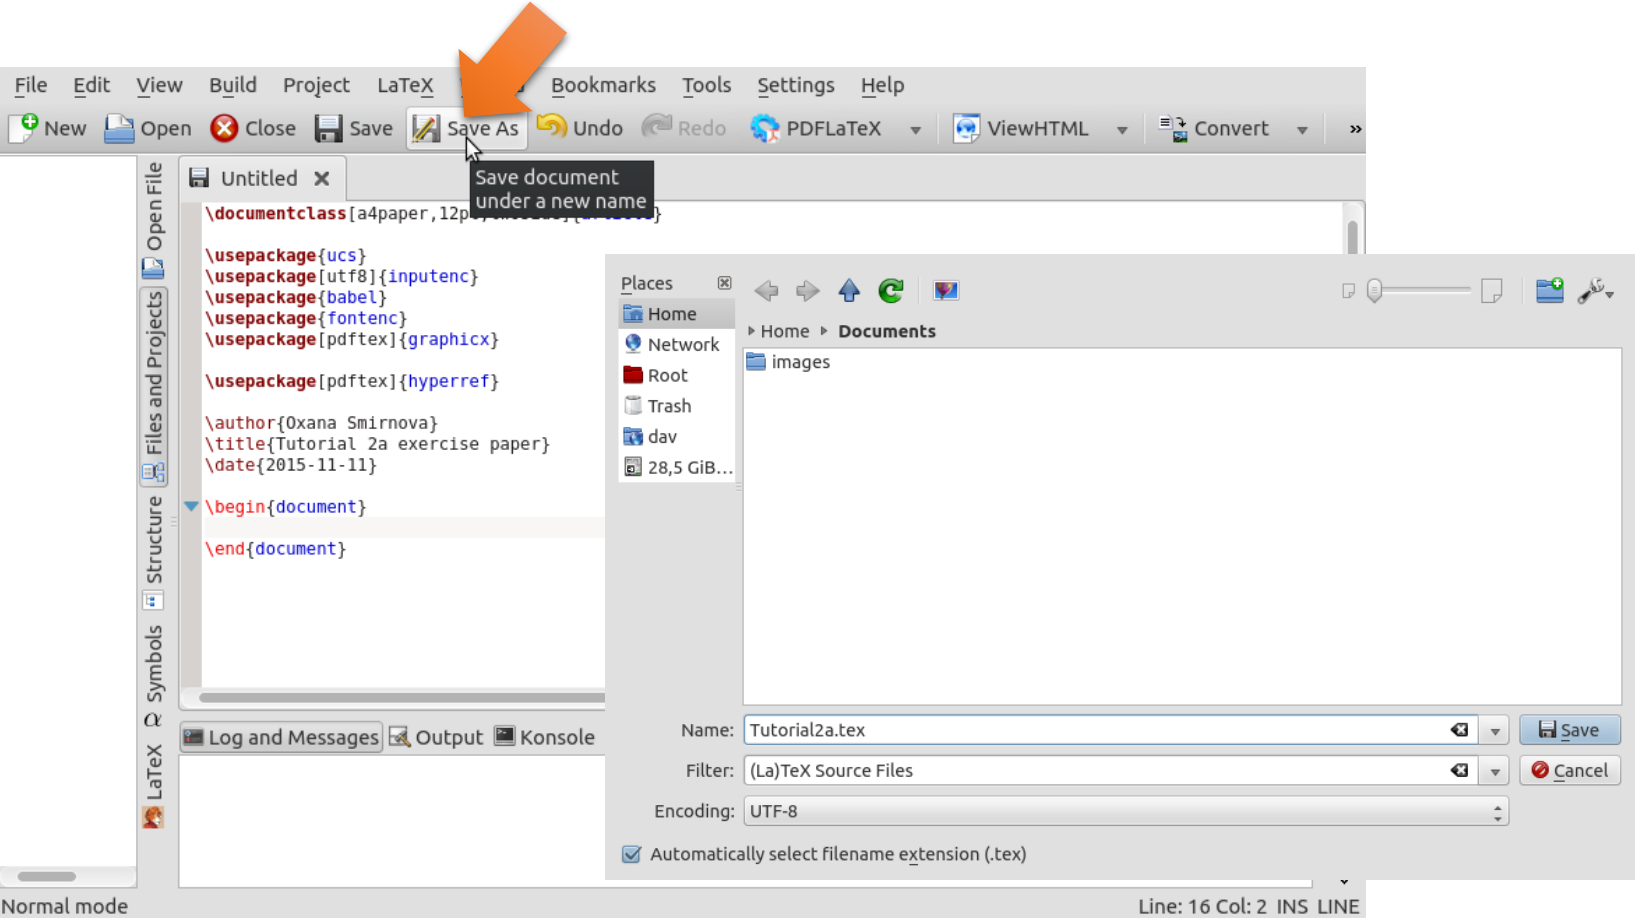 File Edit View Build Project LaTeX Bookmarks Tools Settings Help
New Open Close Save Save As Undo Redo PDFLaTeX ViewHTML Convert »
Open File
Files and Projects
Structure
Symbols
α
LaTeX
Untitled
Save document
under a new name
\documentclass[a4paper,12p
\usepackage{ucs}
\usepackage[utf8]{inputenc}
\usepackage{babel}
\usepackage{fontenc}
\usepackage[pdftex]{graphicx}
\usepackage[pdftex]{hyperref}
\author{Oxana Smirnova}
\title{Tutorial 2a exercise paper}
\date{2015-11-11}
\begin{document}
\end{document}
Log and Messages Output Konsole
Places
Home
Network
Root
Trash
dav
28,5 GiB...
Home Documents
images
Name: Tutorial2a.tex Save
Filter: (La)TeX Source Files Cancel
Encoding: UTF-8
Automatically select filename extension (.tex)
Normal mode Line: 16 Col: 2 INS LINE